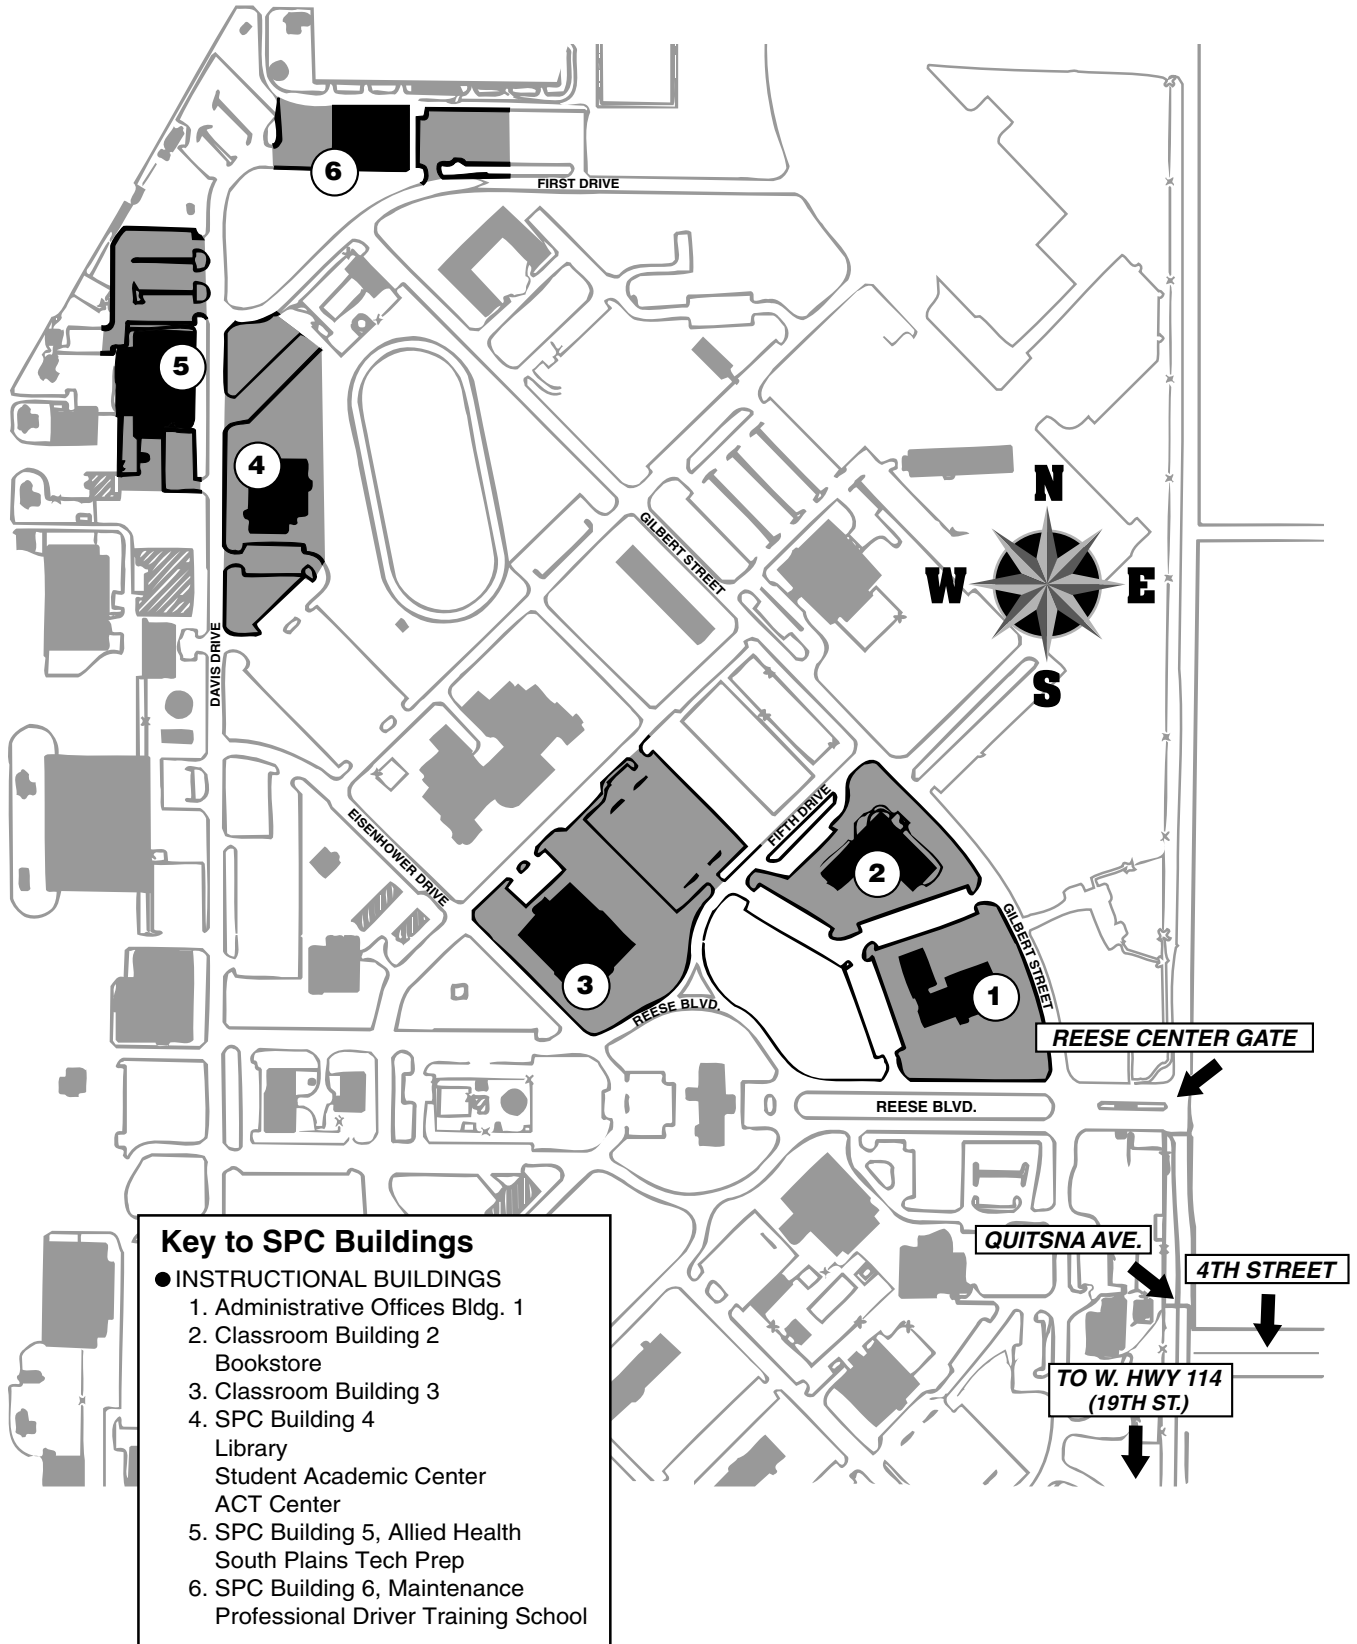 6
FIRST DRIVE
5
4
N
GILBERT STREET
W
E
S
DAVIS DRIVE
EISENHOWER DRIVE
FIFTH DRIVE
2
GILBERT STREET
3
1
REESE BLVD.
REESE CENTER GATE
REESE BLVD.
QUITSNA AVE.
4TH STREET
TO W. HWY 114
(19TH ST.)
Key to SPC Buildings
● INSTRUCTIONAL BUILDINGS
1. Administrative Offices Bldg. 1
2. Classroom Building 2
Bookstore
3. Classroom Building 3
4. SPC Building 4
Library
Student Academic Center
ACT Center
5. SPC Building 5, Allied Health
South Plains Tech Prep
6. SPC Building 6, Maintenance
Professional Driver Training School